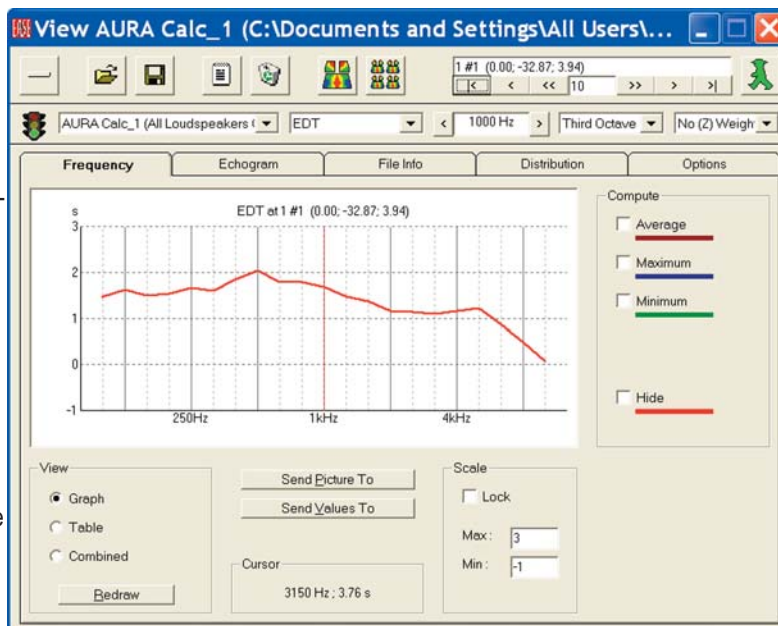 EASE View AURA Calc_1 (C:\Documents and Settings\All Users\...
1 #1 (0.00; -32.87; 3.94)
|< < << 10 >> > >|
AURA Calc_1 (All Loudspeakers EDT < 1000 Hz > Third Octave No (Z) Weigh
Frequency Echogram File Info Distribution Options
s EDT at 1 #1 (0.00; -32.87; 3.94)
3
2
1
0
-1
250Hz 1kHz 4kHz
Compute
Average
Maximum
Minimum
Hide
View
Graph
Table
Combined
Redraw
Send Picture To
Send Values To
Cursor
3150 Hz ; 3.76 s
Scale
Lock
Max : 3
Min : -1
e